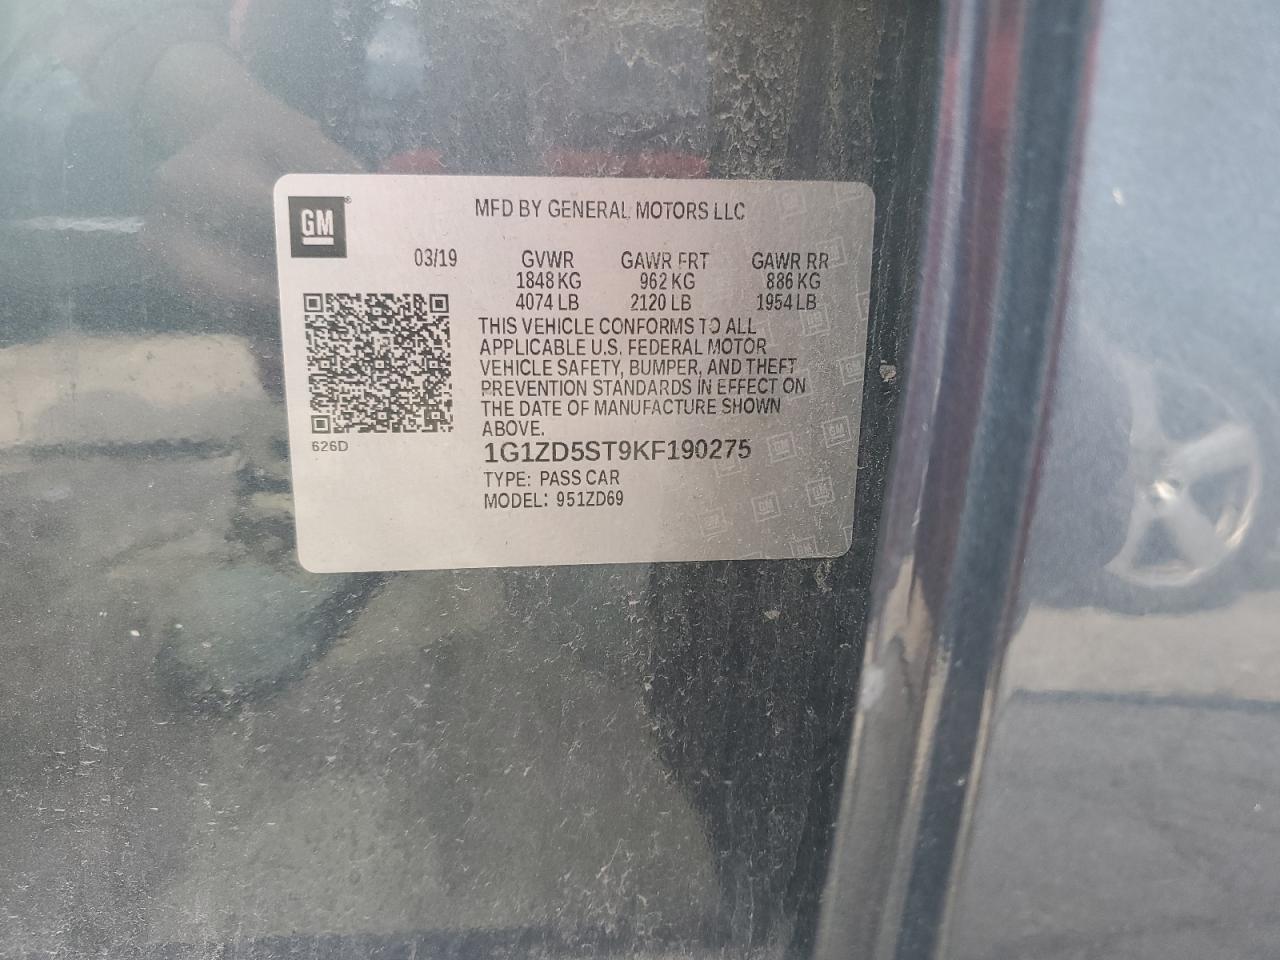 GM
MFD BY GENERAL MOTORS LLC
03/19 GVWR GAWR FRT GAWR RR
1848 KG 962 KG 886 KG
4074 LB 2120 LB 1954 LB
THIS VEHICLE CONFORMS TO ALL
APPLICABLE U.S. FEDERAL MOTOR
VEHICLE SAFETY, BUMPER, AND THEFT
PREVENTION STANDARDS IN EFFECT ON
THE DATE OF MANUFACTURE SHOWN
ABOVE.
626D
1G1ZD5ST9KF190275
TYPE: PASS CAR
MODEL: 951ZD69